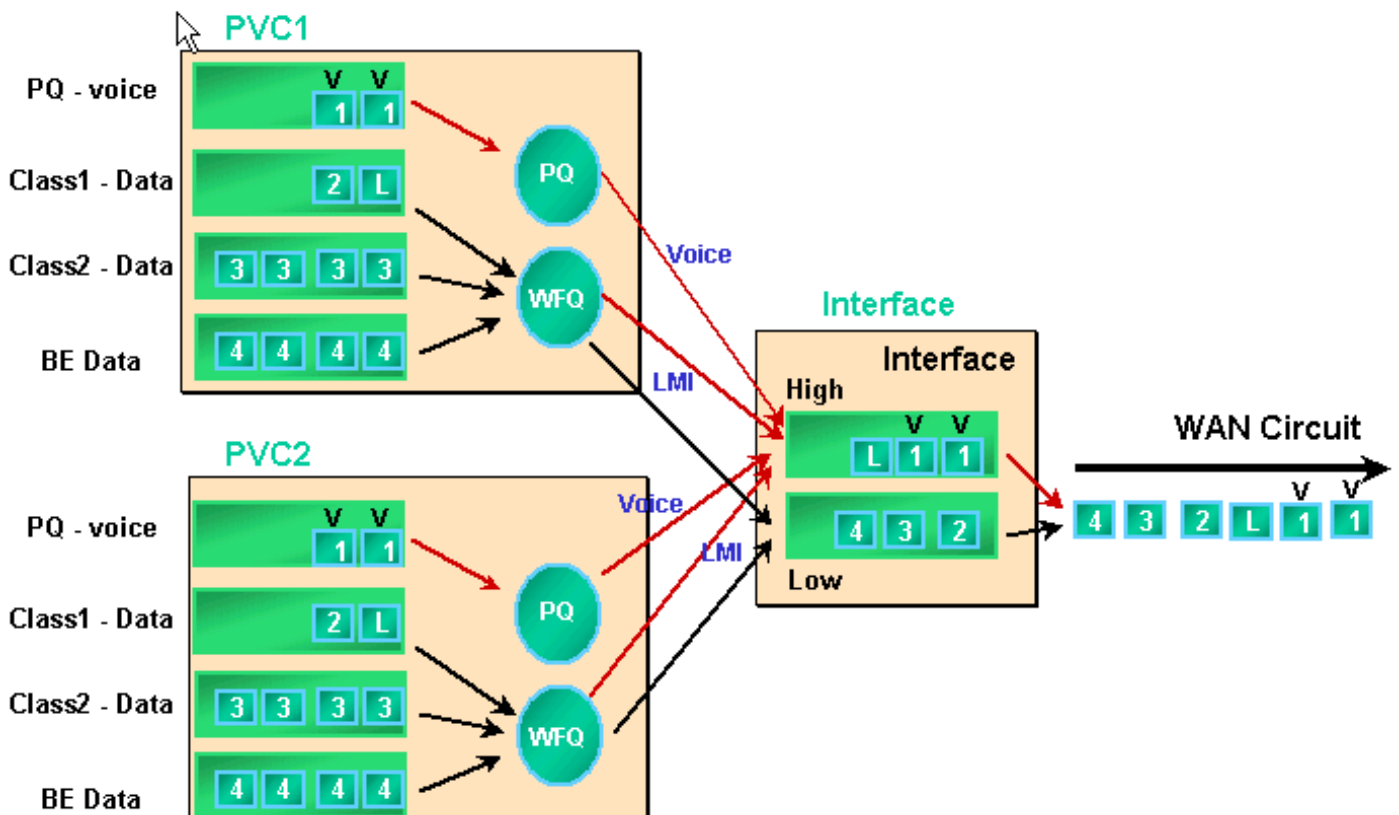 PVC1
PQ - voice
V V
1 1
PQ
Class1 - Data
2 L
Voice
Class2 - Data
3 3 3 3
WFQ
BE Data
4 4 4 4
LMI
Interface
Interface
High
V V
L 1 1
4 3 2
Low
WAN Circuit
V V
4 3 2 L 1 1
PVC2
PQ - voice
V V
1 1
Voice
LMI
Class1 - Data
2 L
PQ
Class2 - Data
3 3 3 3
WFQ
BE Data
4 4 4 4